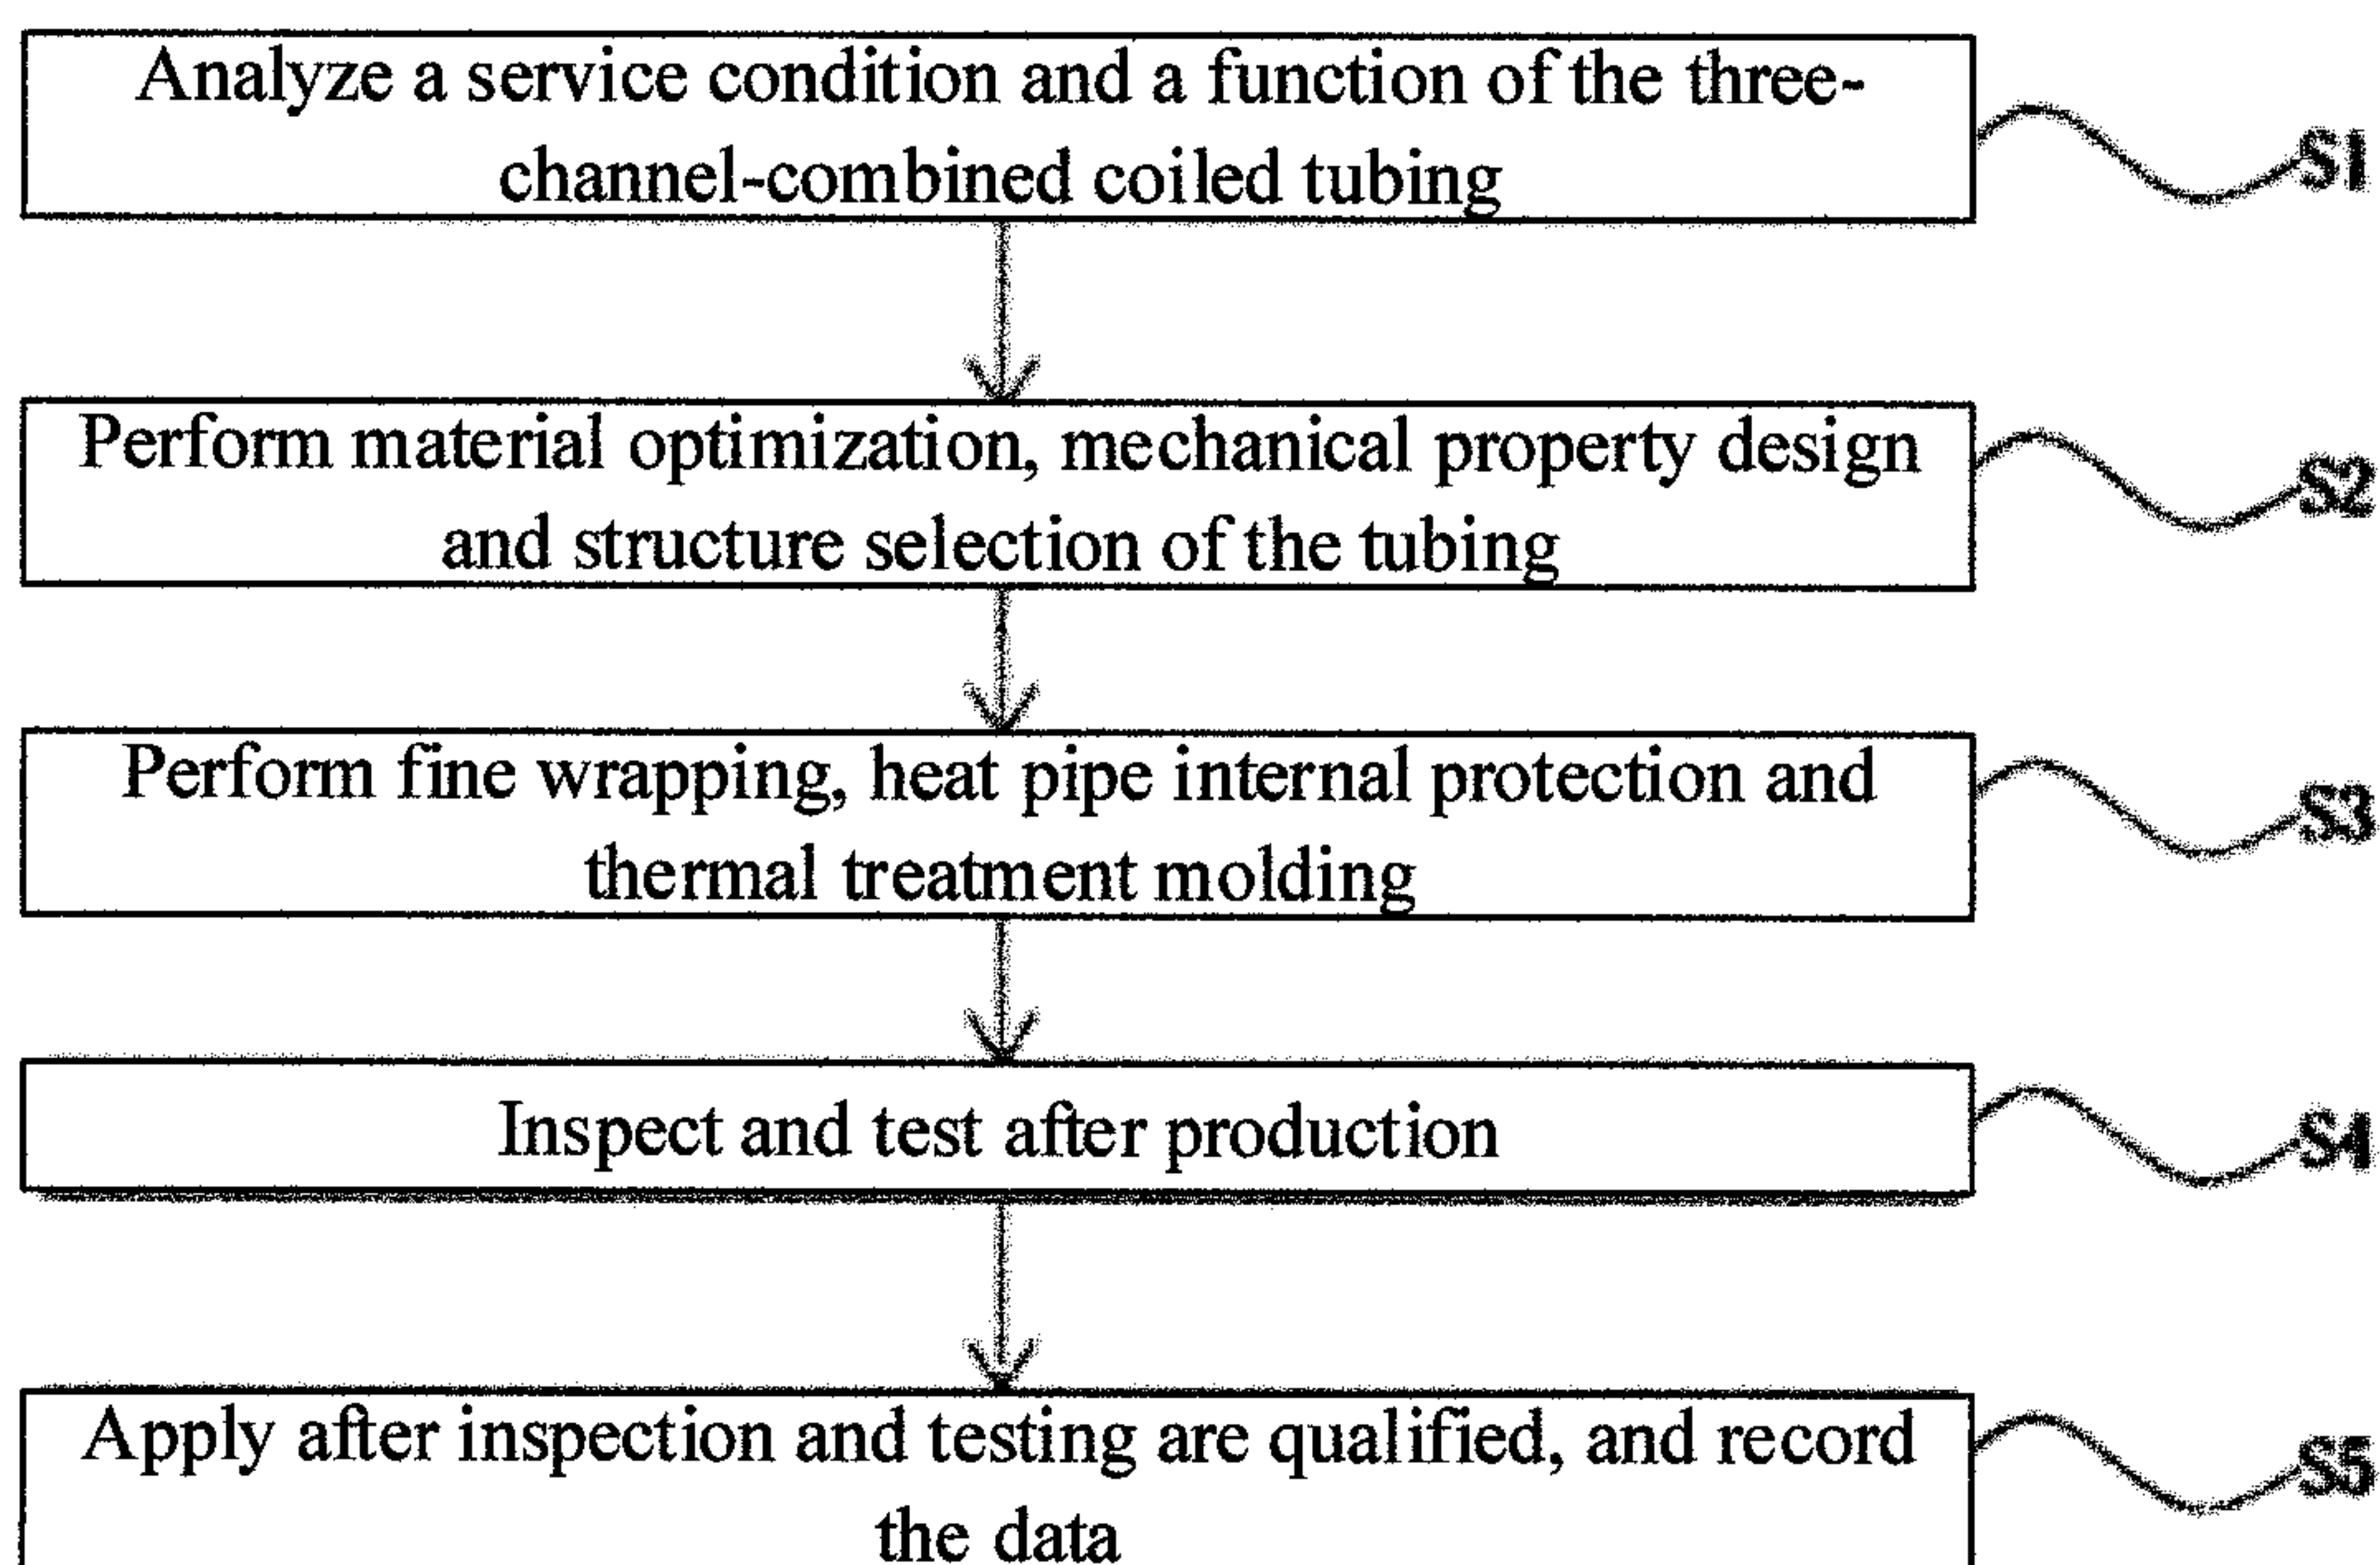 Analyze a service condition and a function of the three-
channel-combined coiled tubing
S1
Perform material optimization, mechanical property design
and structure selection of the tubing
S2
Perform fine wrapping, heat pipe internal protection and
thermal treatment molding
S3
Inspect and test after production
S4
Apply after inspection and testing are qualified, and record
the data
S5